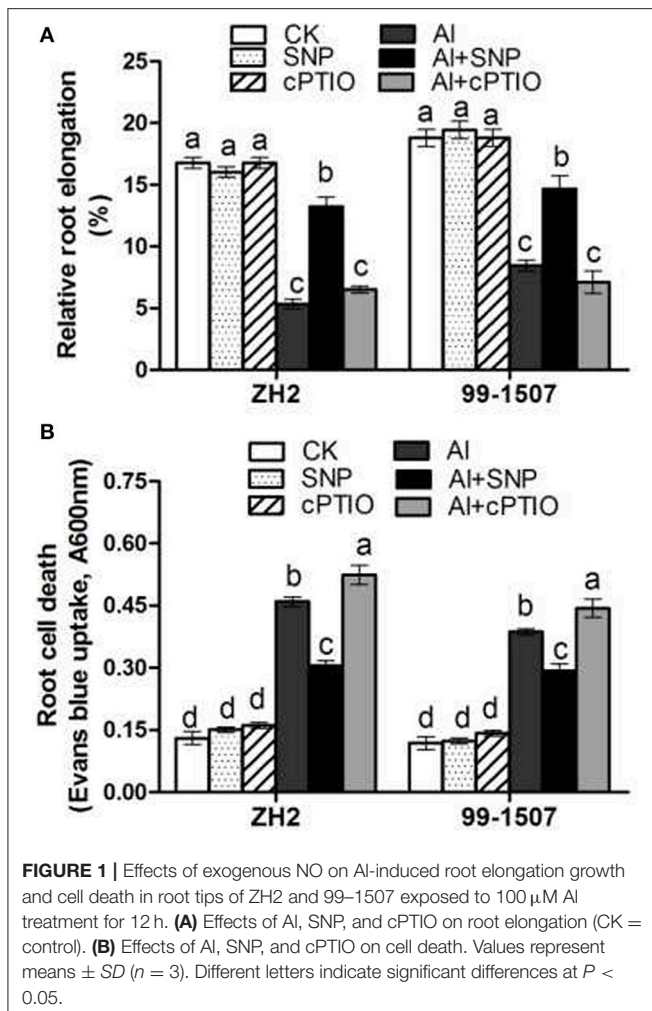 A
CK
Al
SNP
Al+SNP
cPTIO
Al+cPTIO
Relative root elongation
(%)
25
20
15
10
5
0
a a a c b c
a a a c b c
ZH2 99-1507
B
CK
Al
SNP
Al+SNP
cPTIO
Al+cPTIO
Root cell death
(Evans blue uptake, A600nm)
0.75
0.60
0.45
0.30
0.15
0.00
d d d b c a
d d d b c a
ZH2 99-1507
FIGURE 1 | Effects of exogenous NO on Al-induced root elongation growth
and cell death in root tips of ZH2 and 99–1507 exposed to 100 μM Al
treatment for 12 h. (A) Effects of Al, SNP, and cPTIO on root elongation (CK =
control). (B) Effects of Al, SNP, and cPTIO on cell death. Values represent
means ± SD (n = 3). Different letters indicate significant differences at P <
0.05.